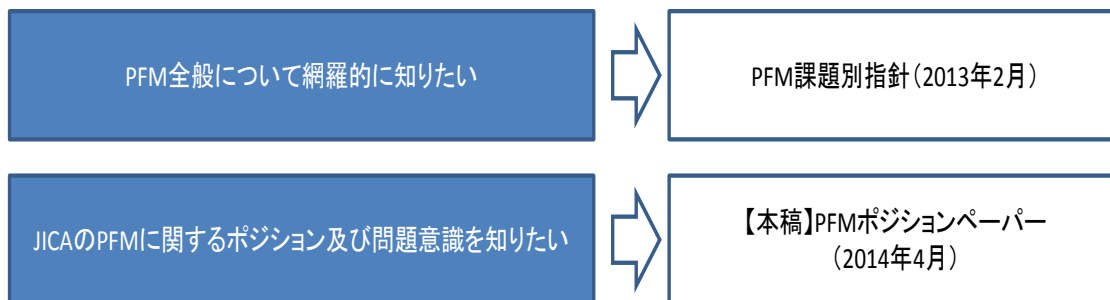 PFM全般について網羅的に知りたい
PFM課題別指針（2013年2月）
JICAのPFMに関するポジション及び問題意識を知りたい
【本稿】PFMポジションペーパー
（2014年4月）